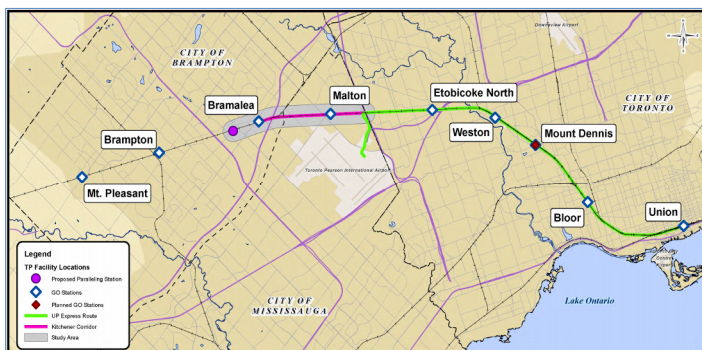 Downsview Airport
CITY OF
BRAMPTON
Malton
Etobicoke North
Bramalea
CITY OF
TORONTO
Weston
Mount Dennis
Brampton
Toronto Pearson International Airport
Mt. Pleasant
Bloor
Union
Legend
TP Facility Locations
Proposed Paralleling Station
GO Stations
Planned GO Stations
UP Express Route
Kitchener Corridor
Study Area
CITY OF
MISSISSAUGA
Lake Ontario